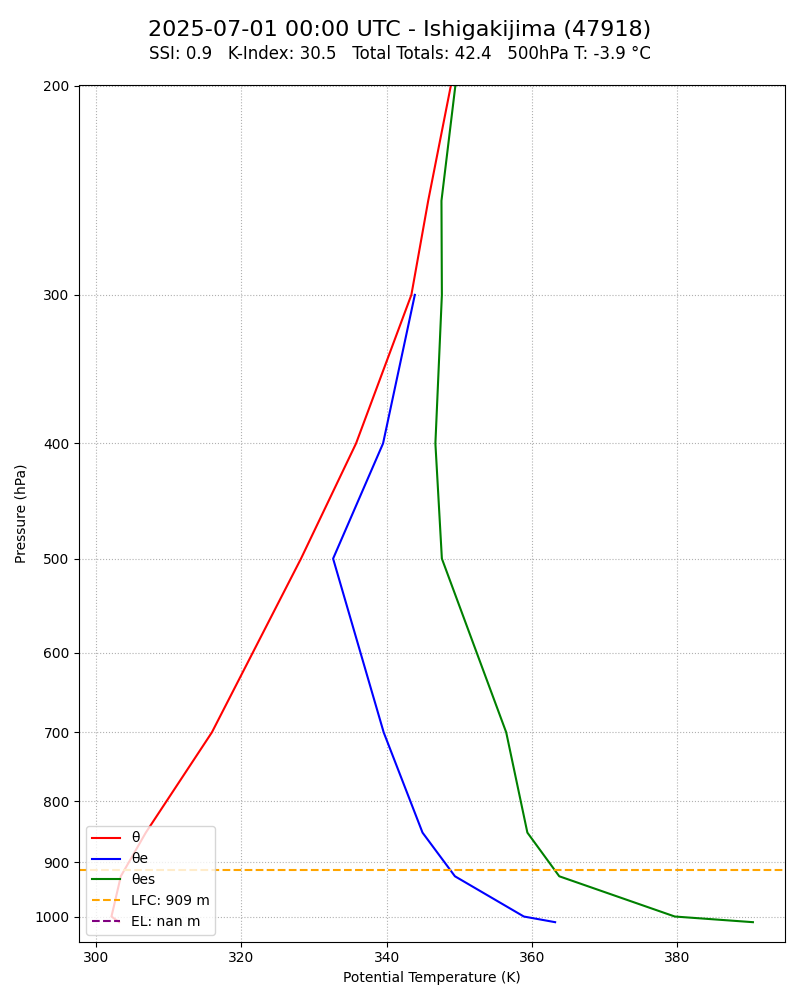 2025-07-01 00:00 UTC - Ishigakijima (47918)
SSI: 0.9   K-Index: 30.5   Total Totals: 42.4   500hPa T: -3.9 °C
200
300
400
500
600
700
800
900
1000
Pressure (hPa)
θ
θe
θes
LFC: 909 m
EL: nan m
300
320
340
360
380
Potential Temperature (K)